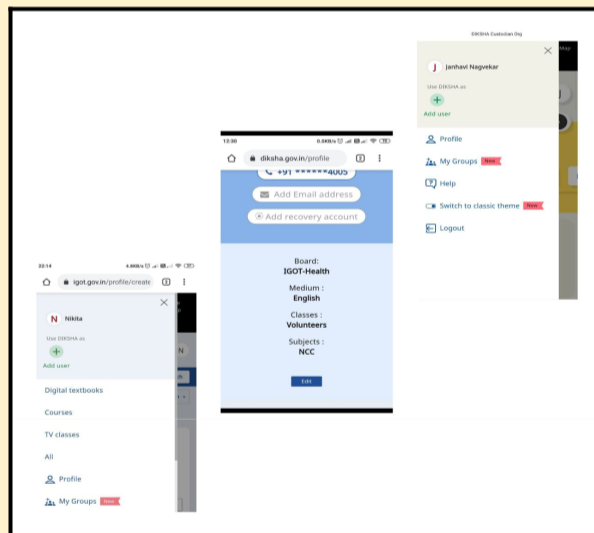 22:14
igot.gov.in/profile/create
N Nikita
Use DIKSHA as
Add user
Digital textbooks
Courses
TV classes
All
Profile
My Groups New
N
12:30
diksha.gov.in/profile
+91 ******4005
Add Email address
Add recovery account
Board:
IGOT-Health
Medium :
English
Classes :
Volunteers
Subjects :
NCC
Edit
DIKSHA Custodian Org
Map
J Janhavi Nagvekar
Use DIKSHA as
Add user
Profile
My Groups New
Help
Switch to classic theme New
Logout